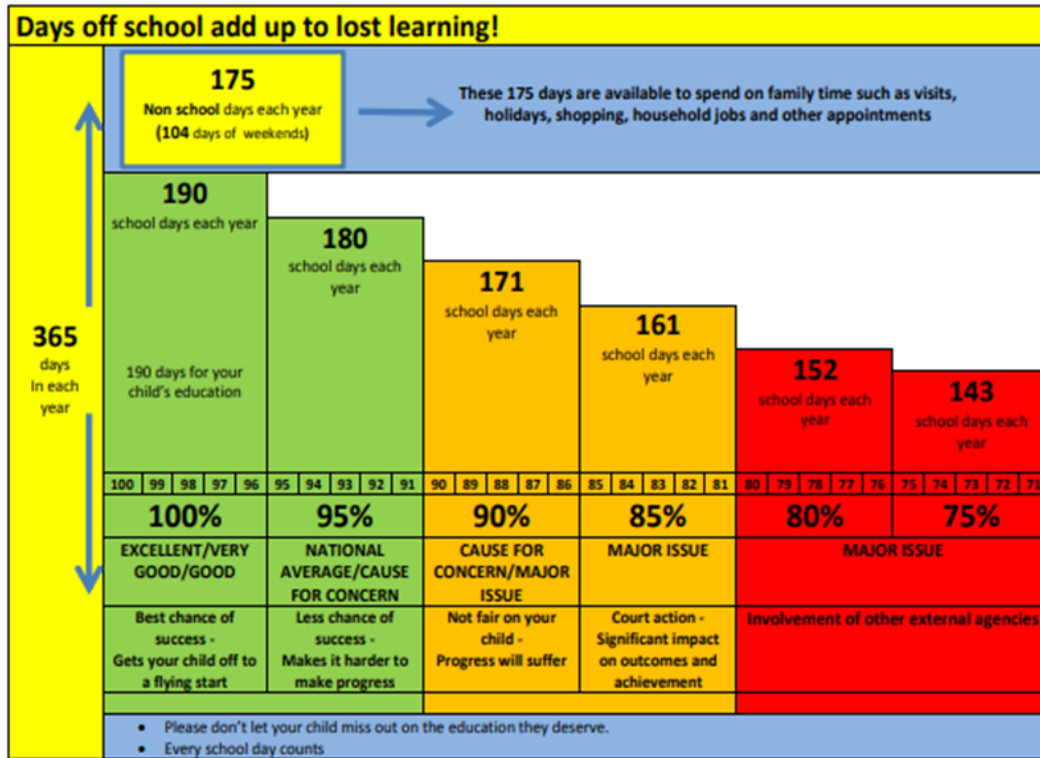 Days off school add up to lost learning!
175
Non school days each year
(104 days of weekends)
These 175 days are available to spend on family time such as visits,
holidays, shopping, household jobs and other appointments
365
days
In each
year
190
school days each year
190 days for your
child's education
180
school days each
year
171
school days each
year
161
school days each
year
152
school days each
year
143
school days each
year
100 99 98 97 96 95 94 93 92 91 90 89 88 87 86 85 84 83 82 81 80 79 78 77 76 75 74 73 72 71
100% 95% 90% 85% 80% 75%
EXCELLENT/VERY
GOOD/GOOD
NATIONAL
AVERAGE/CAUSE
FOR CONCERN
CAUSE FOR
CONCERN/MAJOR
ISSUE
MAJOR ISSUE
MAJOR ISSUE
Best chance of
success -
Gets your child off to
a flying start
Less chance of
success -
Makes it harder to
make progress
Not fair on your
child -
Progress will suffer
Court action -
Significant impact
on outcomes and
achievement
Involvement of other external agencies
• Please don't let your child miss out on the education they deserve.
• Every school day counts